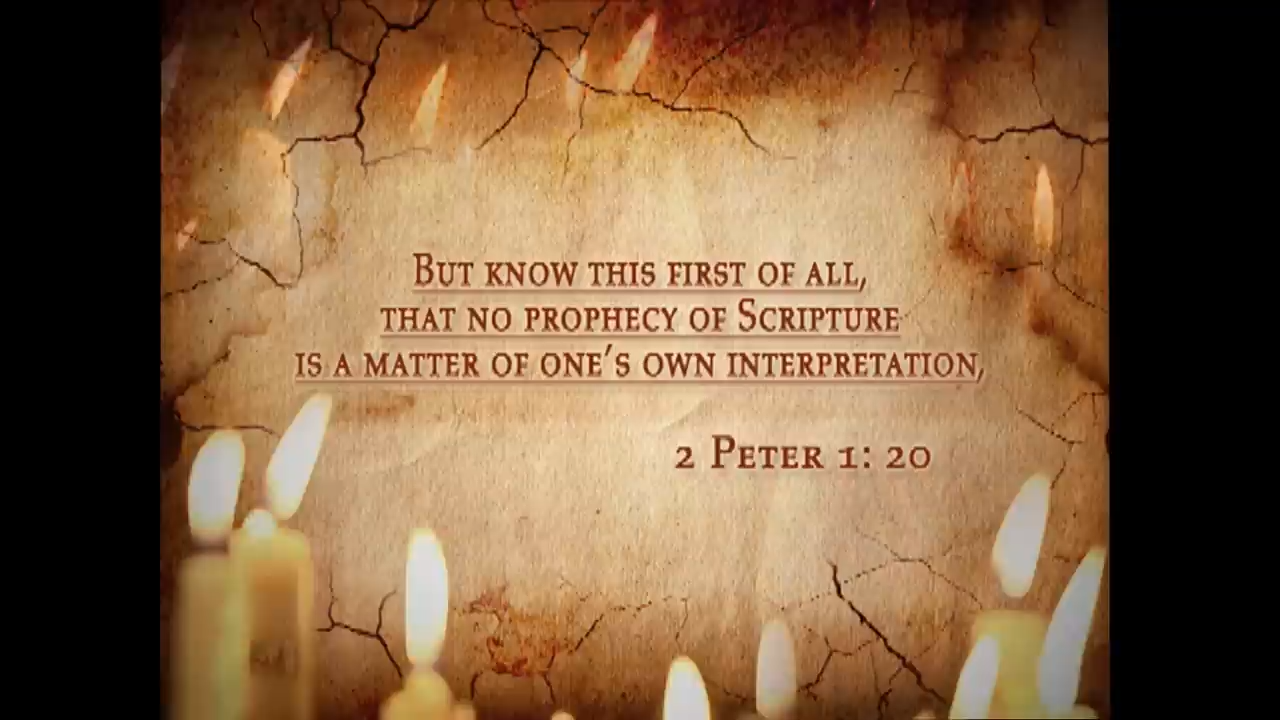 But know this first of all,
that no prophecy of Scripture
is a matter of one's own interpretation,
2 Peter 1: 20